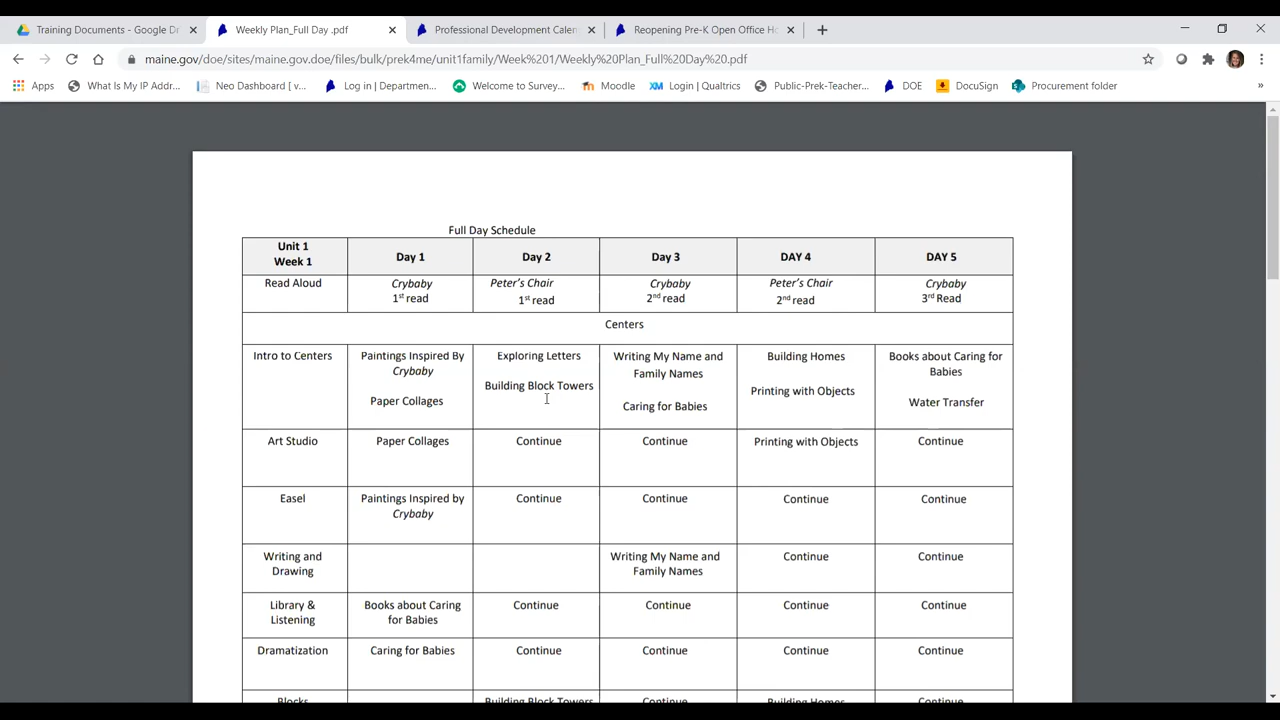 Training Documents - Google Dr
Weekly Plan_Full Day .pdf
Professional Development Calen
Reopening Pre-K Open Office Ho
maine.gov/doe/sites/maine.gov.doe/files/bulk/prek4me/unit1family/Week%201/Weekly%20Plan_Full%20Day%20.pdf
Apps
What Is My IP Addr...
Neo Dashboard [ v...
Log in | Departmen...
Welcome to Survey...
Moodle
XM Login | Qualtrics
Public-Prek-Teacher...
DOE
DocuSign
Procurement folder
»
Full Day Schedule
Unit 1
Week 1
Day 1
Day 2
Day 3
DAY 4
DAY 5
Read Aloud
Crybaby
1st read
Peter's Chair
1st read
Crybaby
2nd read
Peter's Chair
2nd read
Crybaby
3rd Read
Centers
Intro to Centers
Paintings Inspired By
Crybaby
Paper Collages
Exploring Letters
Building Block Towers
Writing My Name and
Family Names
Caring for Babies
Building Homes
Printing with Objects
Books about Caring for
Babies
Water Transfer
Art Studio
Paper Collages
Continue
Continue
Printing with Objects
Continue
Easel
Paintings Inspired by
Crybaby
Continue
Continue
Continue
Continue
Writing and
Drawing
Writing My Name and
Family Names
Continue
Continue
Library &
Listening
Books about Caring
for Babies
Continue
Continue
Continue
Continue
Dramatization
Caring for Babies
Continue
Continue
Continue
Continue
Blocks
Building Block Towers
Continue
Building Homes
Continue